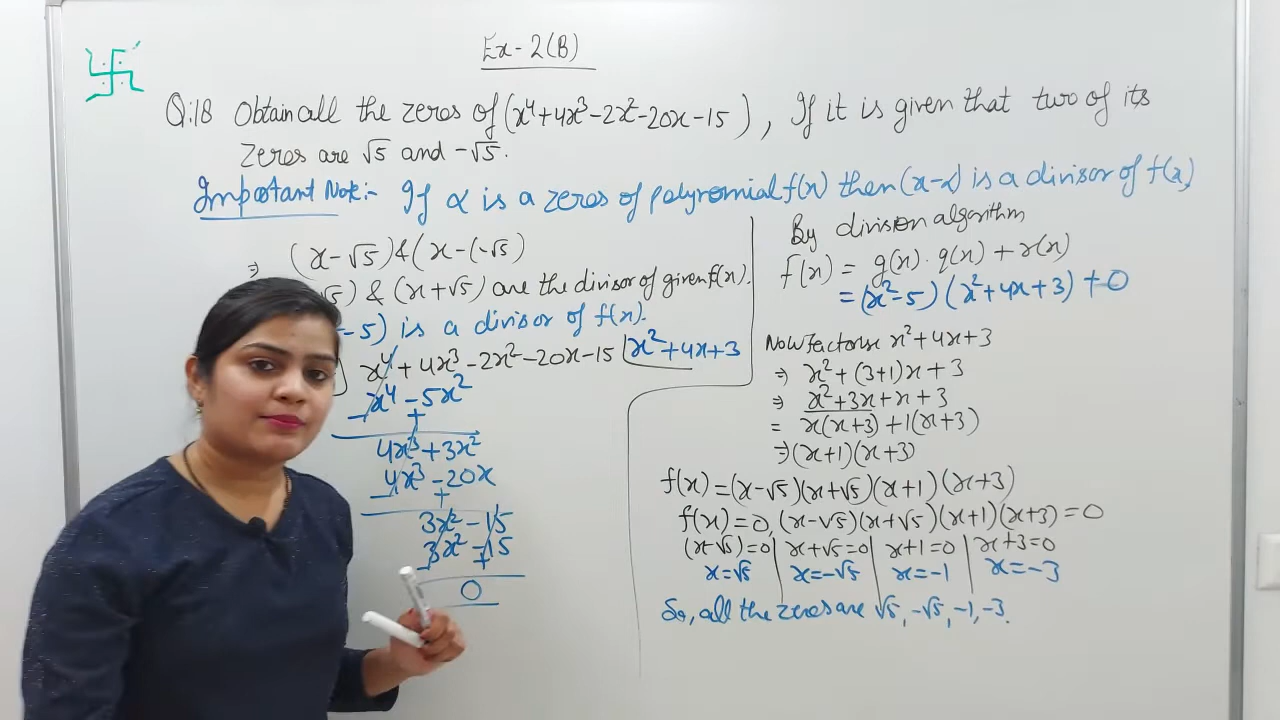 Ex-2(B)
Q:18 Obtain all the zeroes of (x⁴+4x³-2x²-20x-15), If it is given that two of its
zeroes are √5 and -√5.
Important Note:- If α is a zeroes of polynomial f(x) then (x-α) is a divisor of f(x)
⇒ (x-√5) & (x-(-√5)
√5) & (x+√5) are the divisor of given f(x).
-5) is a divisor of f(x).
x⁴+4x³-2x²-20x-15 | x²+4x+3
x⁴-5x²
- +
4x³+3x²
4x³-20x
- +
3x²-15
3x²-15
- +
0
By division algorithm
f(x) = g(x).q(x)+r(x)
= (x²-5)(x²+4x+3)+0
Now factorise x²+4x+3
⇒ x²+(3+1)x+3
⇒ x²+3x+x+3
= x(x+3)+1(x+3)
⇒ (x+1)(x+3)
f(x)=(x-√5)(x+√5)(x+1)(x+3)
f(x)=0, (x-√5)(x+√5)(x+1)(x+3)=0
(x-√5)=0 | x+√5=0 | x+1=0 | x+3=0
x=√5 | x=-√5 | x=-1 | x=-3
So, all the zeroes are √5, -√5, -1, -3.